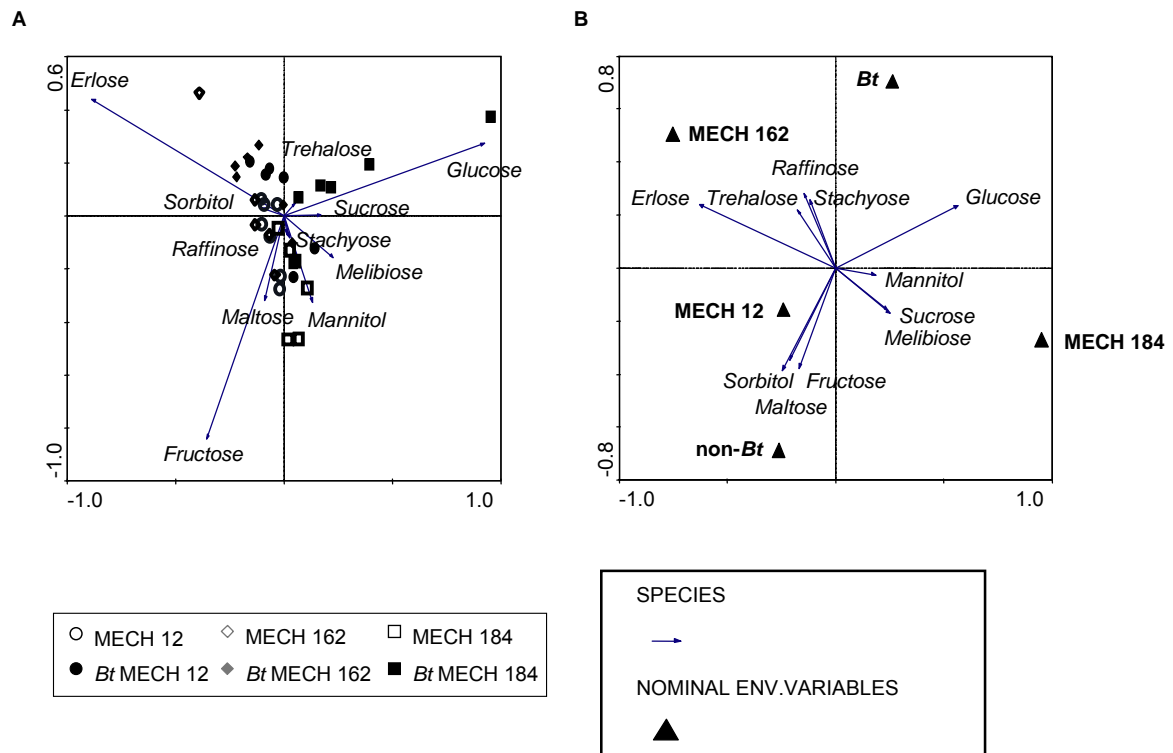 A
0.6
Erlose
Trehalose
Glucose
Sorbitol
Sucrose
Raffinose
Stachyose
Melibiose
Maltose
Mannitol
Fructose
-1.0
-1.0
1.0
B
0.8
Bt
MECH 162
Raffinose
Erlose
Trehalose
Stachyose
Glucose
Mannitol
MECH 12
Sucrose
Melibiose
MECH 184
Sorbitol
Fructose
Maltose
non-Bt
-0.8
-1.0
1.0
MECH 12
MECH 162
MECH 184
Bt MECH 12
Bt MECH 162
Bt MECH 184
SPECIES
NOMINAL ENV.VARIABLES